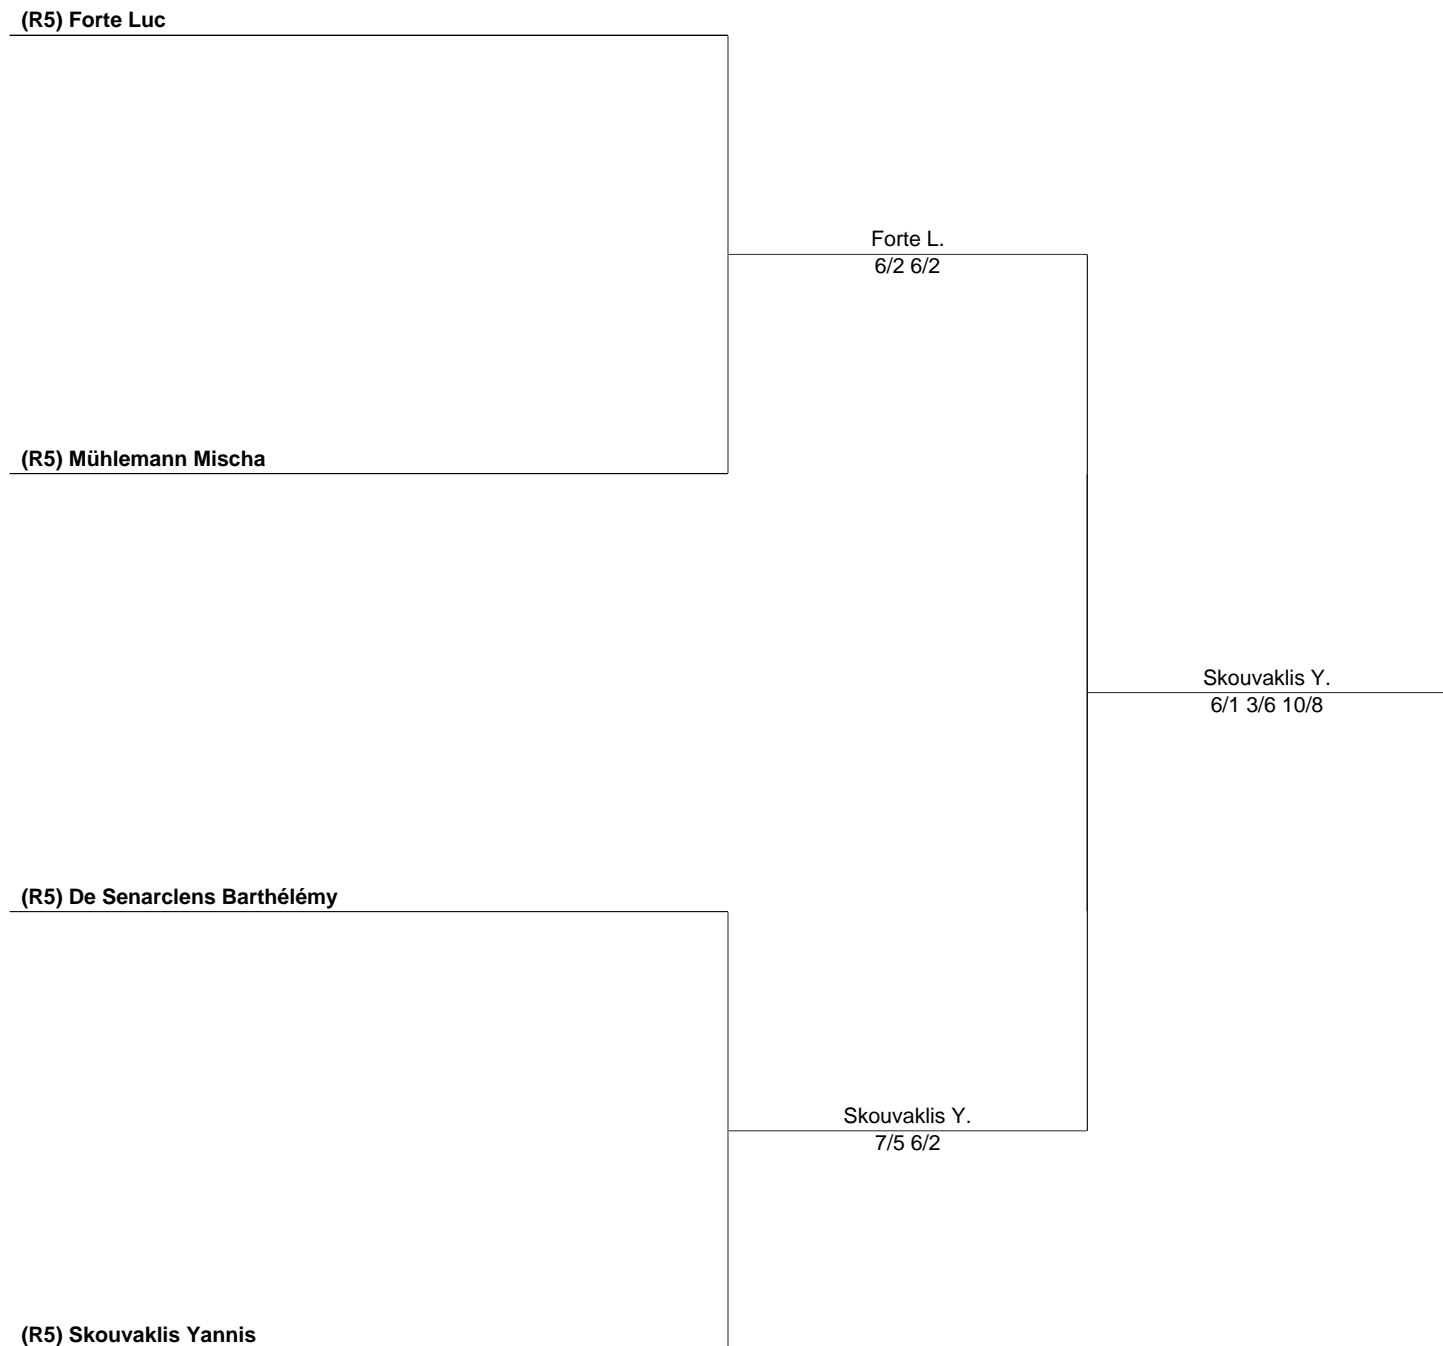 (R5) Forte Luc
Forte L.
6/2 6/2
(R5) Mühlemann Mischa
Skouvaklis Y.
6/1 3/6 10/8
(R5) De Senarclens Barthélémy
Skouvaklis Y.
7/5 6/2
(R5) Skouvaklis Yannis